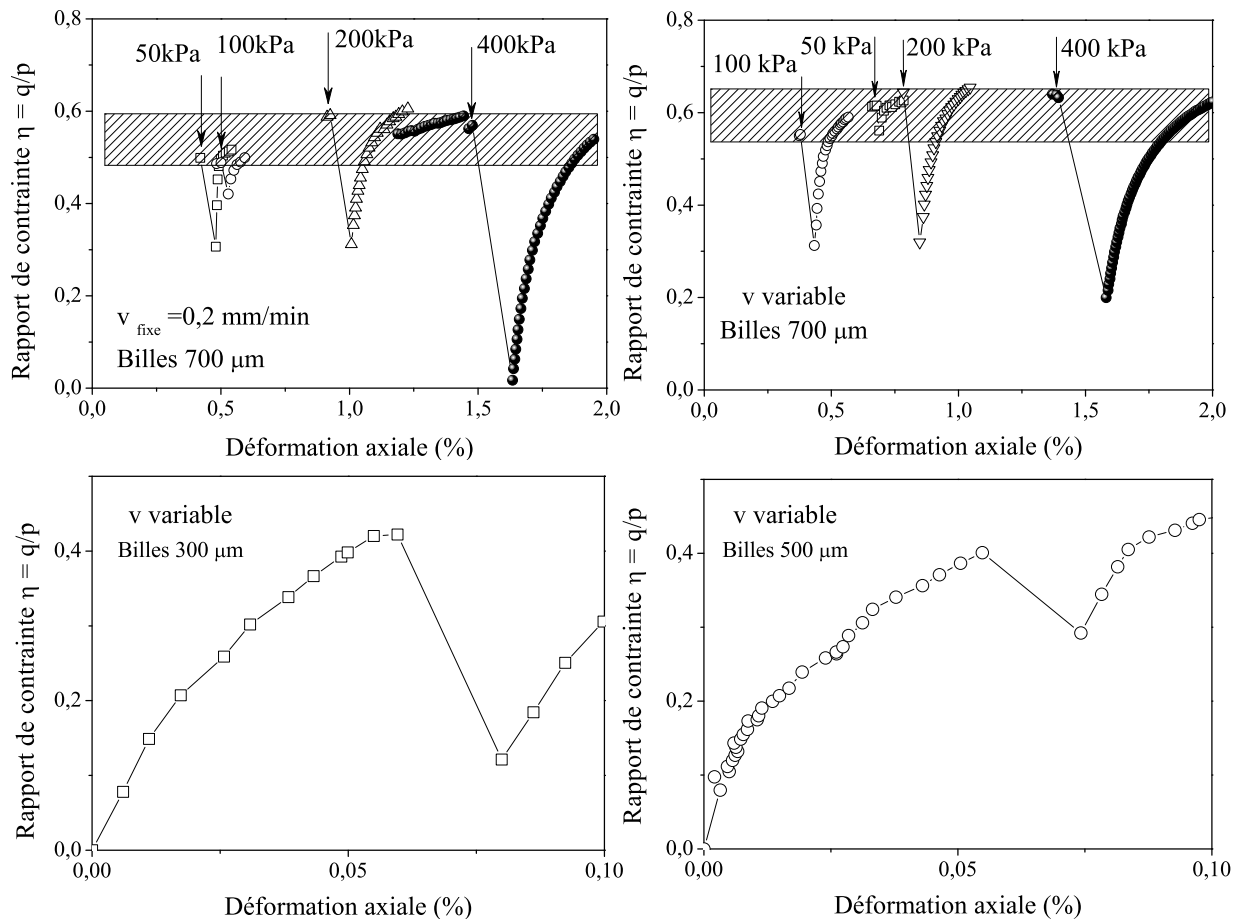 0,8
0,6
0,4
0,2
0,0
0,0
0,5
1,0
1,5
2,0
50kPa
100kPa
200kPa
400kPa
v fixe =0,2 mm/min
Billes 700 μm
Rapport de contrainte η = q/p
Déformation axiale (%)
0,8
0,6
0,4
0,2
0,0
0,0
0,5
1,0
1,5
2,0
100 kPa
50 kPa
200 kPa
400 kPa
v variable
Billes 700 μm
Rapport de contrainte η = q/p
Déformation axiale (%)
0,4
0,2
0,0
0,00
0,05
0,10
v variable
Billes 300 μm
Rapport de contrainte η = q/p
Déformation axiale (%)
0,4
0,2
0,0
0,00
0,05
0,10
v variable
Billes 500 μm
Rapport de contrainte η = q/p
Déformation axiale (%)